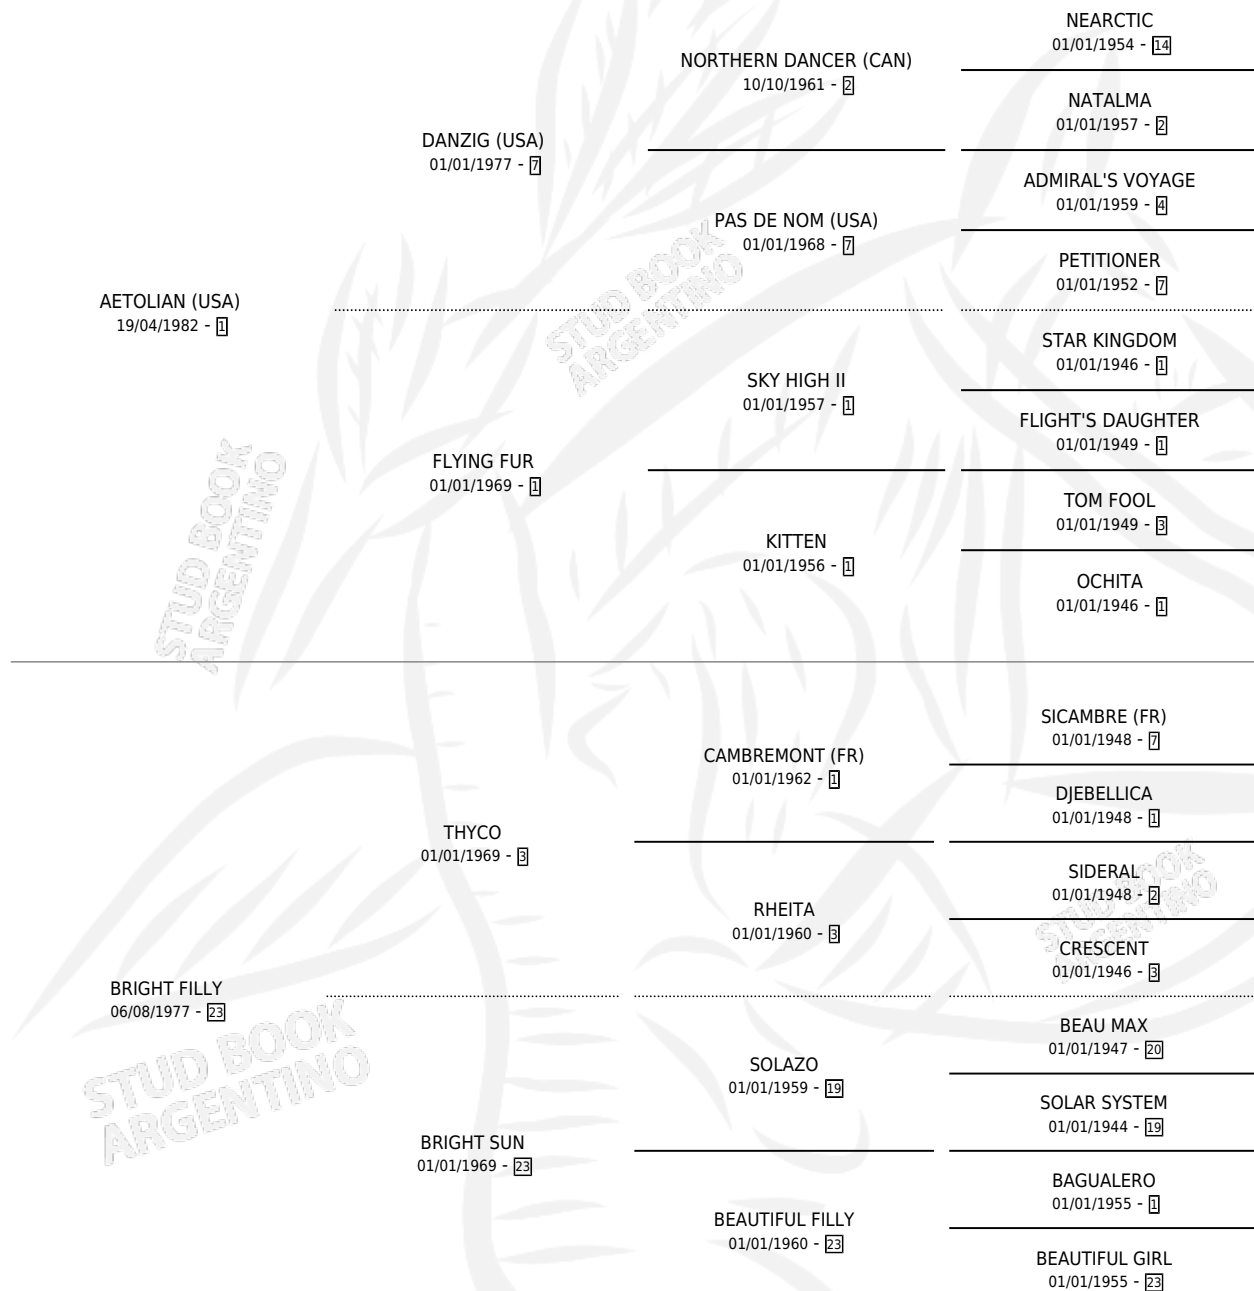 NEARCTIC
01/01/1954 - 14
NORTHERN DANCER (CAN)
10/10/1961 - 2
NATALMA
01/01/1957 - 2
DANZIG (USA)
01/01/1977 - 7
ADMIRAL'S VOYAGE
01/01/1959 - 4
PAS DE NOM (USA)
01/01/1968 - 7
PETITIONER
01/01/1952 - 7
AETOLIAN (USA)
19/04/1982 - 1
STAR KINGDOM
01/01/1946 - 1
SKY HIGH II
01/01/1957 - 1
FLIGHT'S DAUGHTER
01/01/1949 - 1
FLYING FUR
01/01/1969 - 1
TOM FOOL
01/01/1949 - 3
KITTEN
01/01/1956 - 1
OCHITA
01/01/1946 - 1
SICAMBRE (FR)
01/01/1948 - 7
CAMBREMONT (FR)
01/01/1962 - 1
DJEBELLICA
01/01/1948 - 1
THYCO
01/01/1969 - 3
SIDERAL
01/01/1948 - 2
RHEITA
01/01/1960 - 3
CRESCENT
01/01/1946 - 3
BRIGHT FILLY
06/08/1977 - 23
BEAU MAX
01/01/1947 - 20
SOLAZO
01/01/1959 - 19
SOLAR SYSTEM
01/01/1944 - 19
BRIGHT SUN
01/01/1969 - 23
BAGUALERO
01/01/1955 - 1
BEAUTIFUL FILLY
01/01/1960 - 23
BEAUTIFUL GIRL
01/01/1955 - 23
STUD BOOK
ARGENTINO
STUD BOOK
ARGENTINO
STUD BOOK
ARGENTINO
STUD BOOK
ARGENTINO